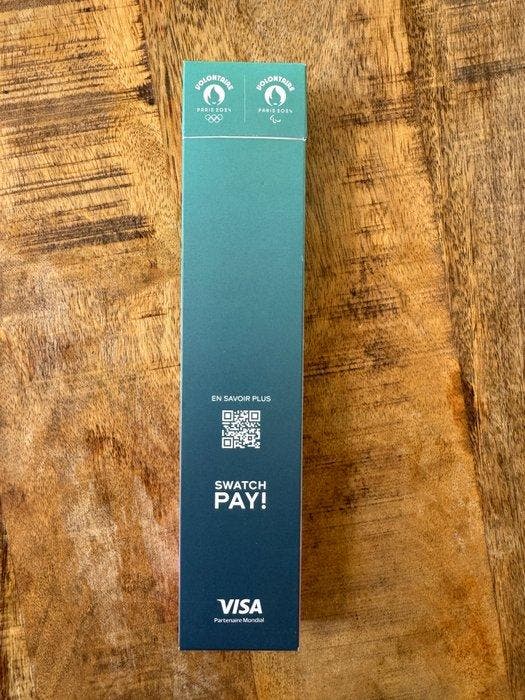 VOLONTAIRE VOLONTAIRE
PARIS 2024 PARIS 2024
EN SAVOIR PLUS
SWATCH
PAY!
VISA
Partenaire Mondial